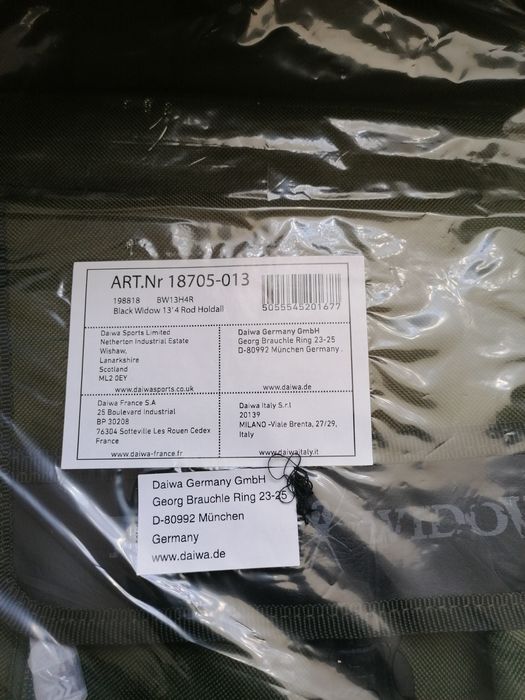 ART.Nr 18705-013
198818 BW13H4R
Black Widow 13'4 Rod Holdall
5055545201677
Daiwa Sports Limited
Netherton Industrial Estate
Wishaw,
Lanarkshire
Scotland
ML2 0EY
www.daiwasports.co.uk
Daiwa Germany GmbH
Georg Brauchle Ring 23-25
D-80992 München Germany .
www.daiwa.de
Daiwa France S.A
25 Boulevard Industrial
BP 30208
76304 Sotteville Les Rouen Cedex
France
www.daiwa-france.fr
Daiwa Italy S.r.l
20139
MILANO -Viale Brenta, 27/29,
Italy
www.daiwaitaly.it
Daiwa Germany GmbH
Georg Brauchle Ring 23-25
D-80992 München
Germany
www.daiwa.de